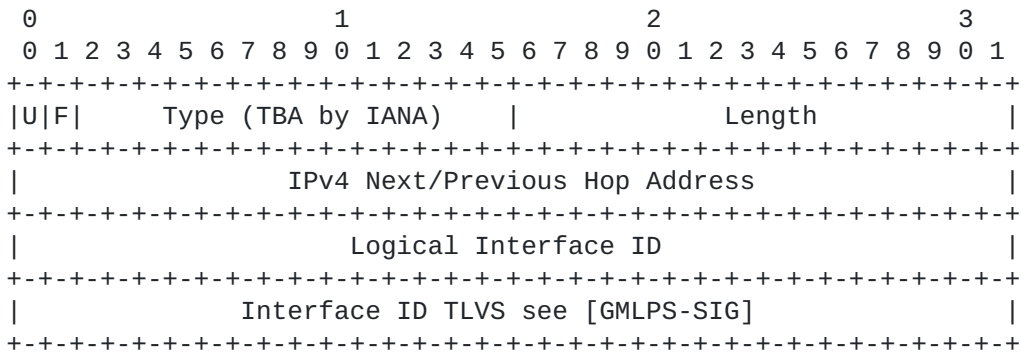 0                   1                   2                   3
 0 1 2 3 4 5 6 7 8 9 0 1 2 3 4 5 6 7 8 9 0 1 2 3 4 5 6 7 8 9 0 1
+-+-+-+-+-+-+-+-+-+-+-+-+-+-+-+-+-+-+-+-+-+-+-+-+-+-+-+-+-+-+-+-+
|U|F|     Type (TBA by IANA)    |             Length            |
+-+-+-+-+-+-+-+-+-+-+-+-+-+-+-+-+-+-+-+-+-+-+-+-+-+-+-+-+-+-+-+-+
|                 IPv4 Next/Previous Hop Address                |
+-+-+-+-+-+-+-+-+-+-+-+-+-+-+-+-+-+-+-+-+-+-+-+-+-+-+-+-+-+-+-+-+
|                     Logical Interface ID                      |
+-+-+-+-+-+-+-+-+-+-+-+-+-+-+-+-+-+-+-+-+-+-+-+-+-+-+-+-+-+-+-+-+
|              Interface ID TLVS see [GMLPS-SIG]                |
+-+-+-+-+-+-+-+-+-+-+-+-+-+-+-+-+-+-+-+-+-+-+-+-+-+-+-+-+-+-+-+-+